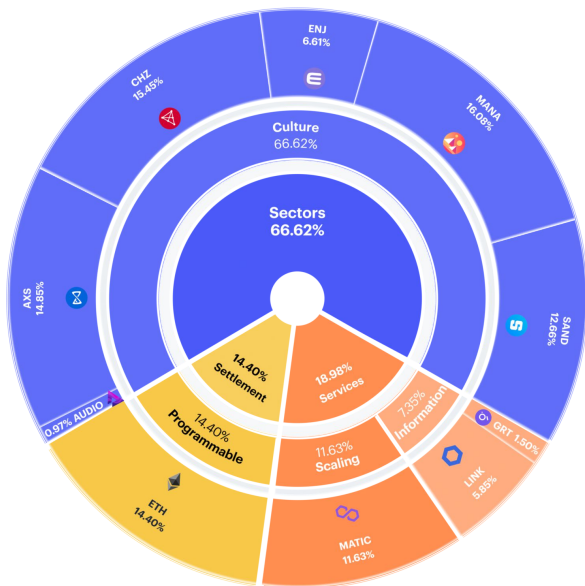 ENJ
6.61%
CHZ
15.45%
MANA
16.08%
Culture
66.62%
Sectors
66.62%
AXS
14.85%
SAND
12.66%
0.97% AUDIO
14.40%
Settlement
18.98%
Services
14.40%
Programmable
11.63%
Scaling
7.35%
Information
GRT 1.50%
LINK
5.85%
ETH
14.40%
MATIC
11.63%